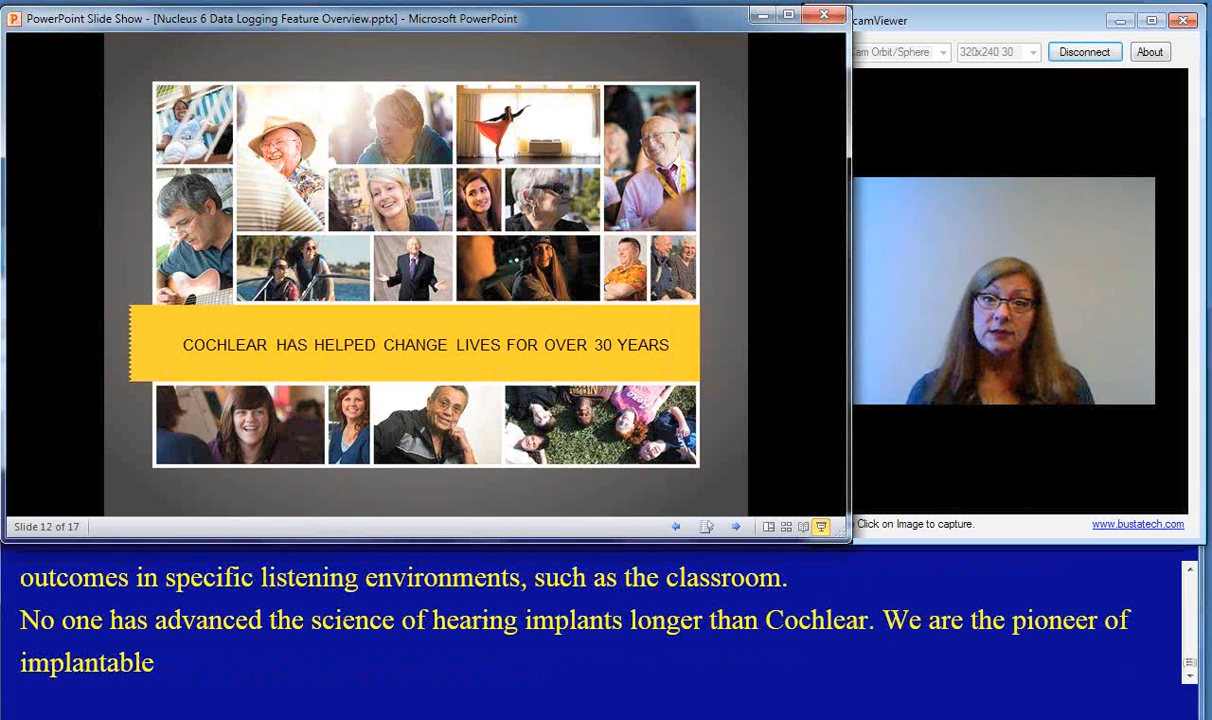 PowerPoint Slide Show - [Nucleus 6 Data Logging Feature Overview.pptx] - Microsoft PowerPoint
camViewer
Cam Orbit/Sphere 320x240 30 Disconnect About
COCHLEAR HAS HELPED CHANGE LIVES FOR OVER 30 YEARS
Slide 12 of 17
Click on Image to capture. www.bustatech.com
outcomes in specific listening environments, such as the classroom.
No one has advanced the science of hearing implants longer than Cochlear. We are the pioneer of
implantable